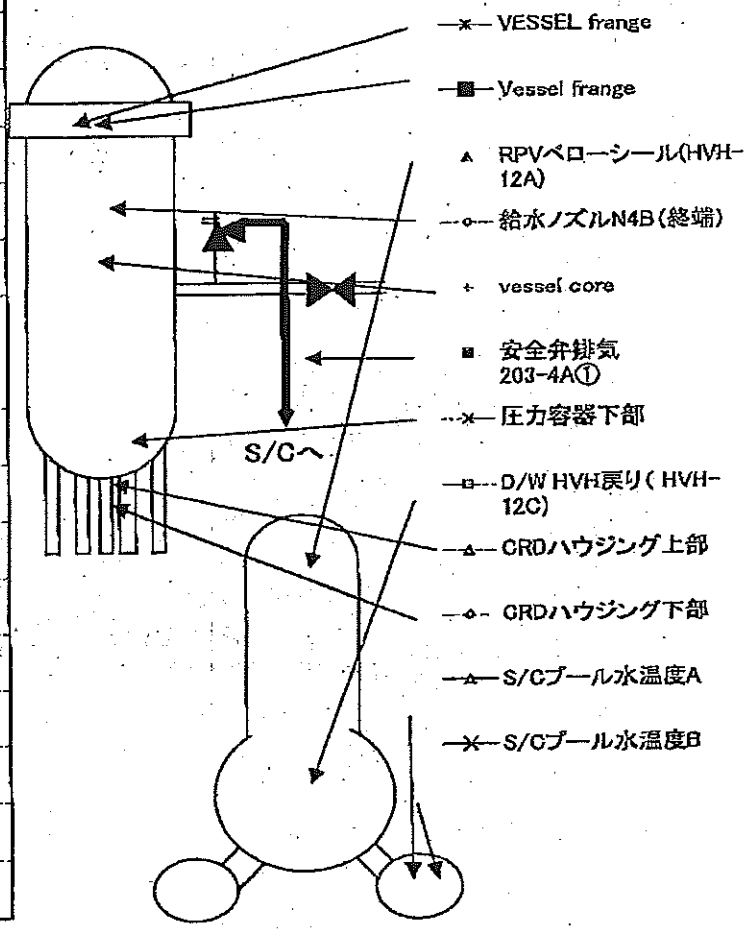 VESSEL frange
Vessel frange
RPVベローシール(HVH-
12A)
給水ノズルN4B(終端)
vessel core
安全弁排気
203-4A①
圧力容器下部
S/Cへ
D/W HVH戻り( HVH-
12C)
CRDハウジング上部
CRDハウジング下部
S/Cプール水温度A
S/Cプール水温度B